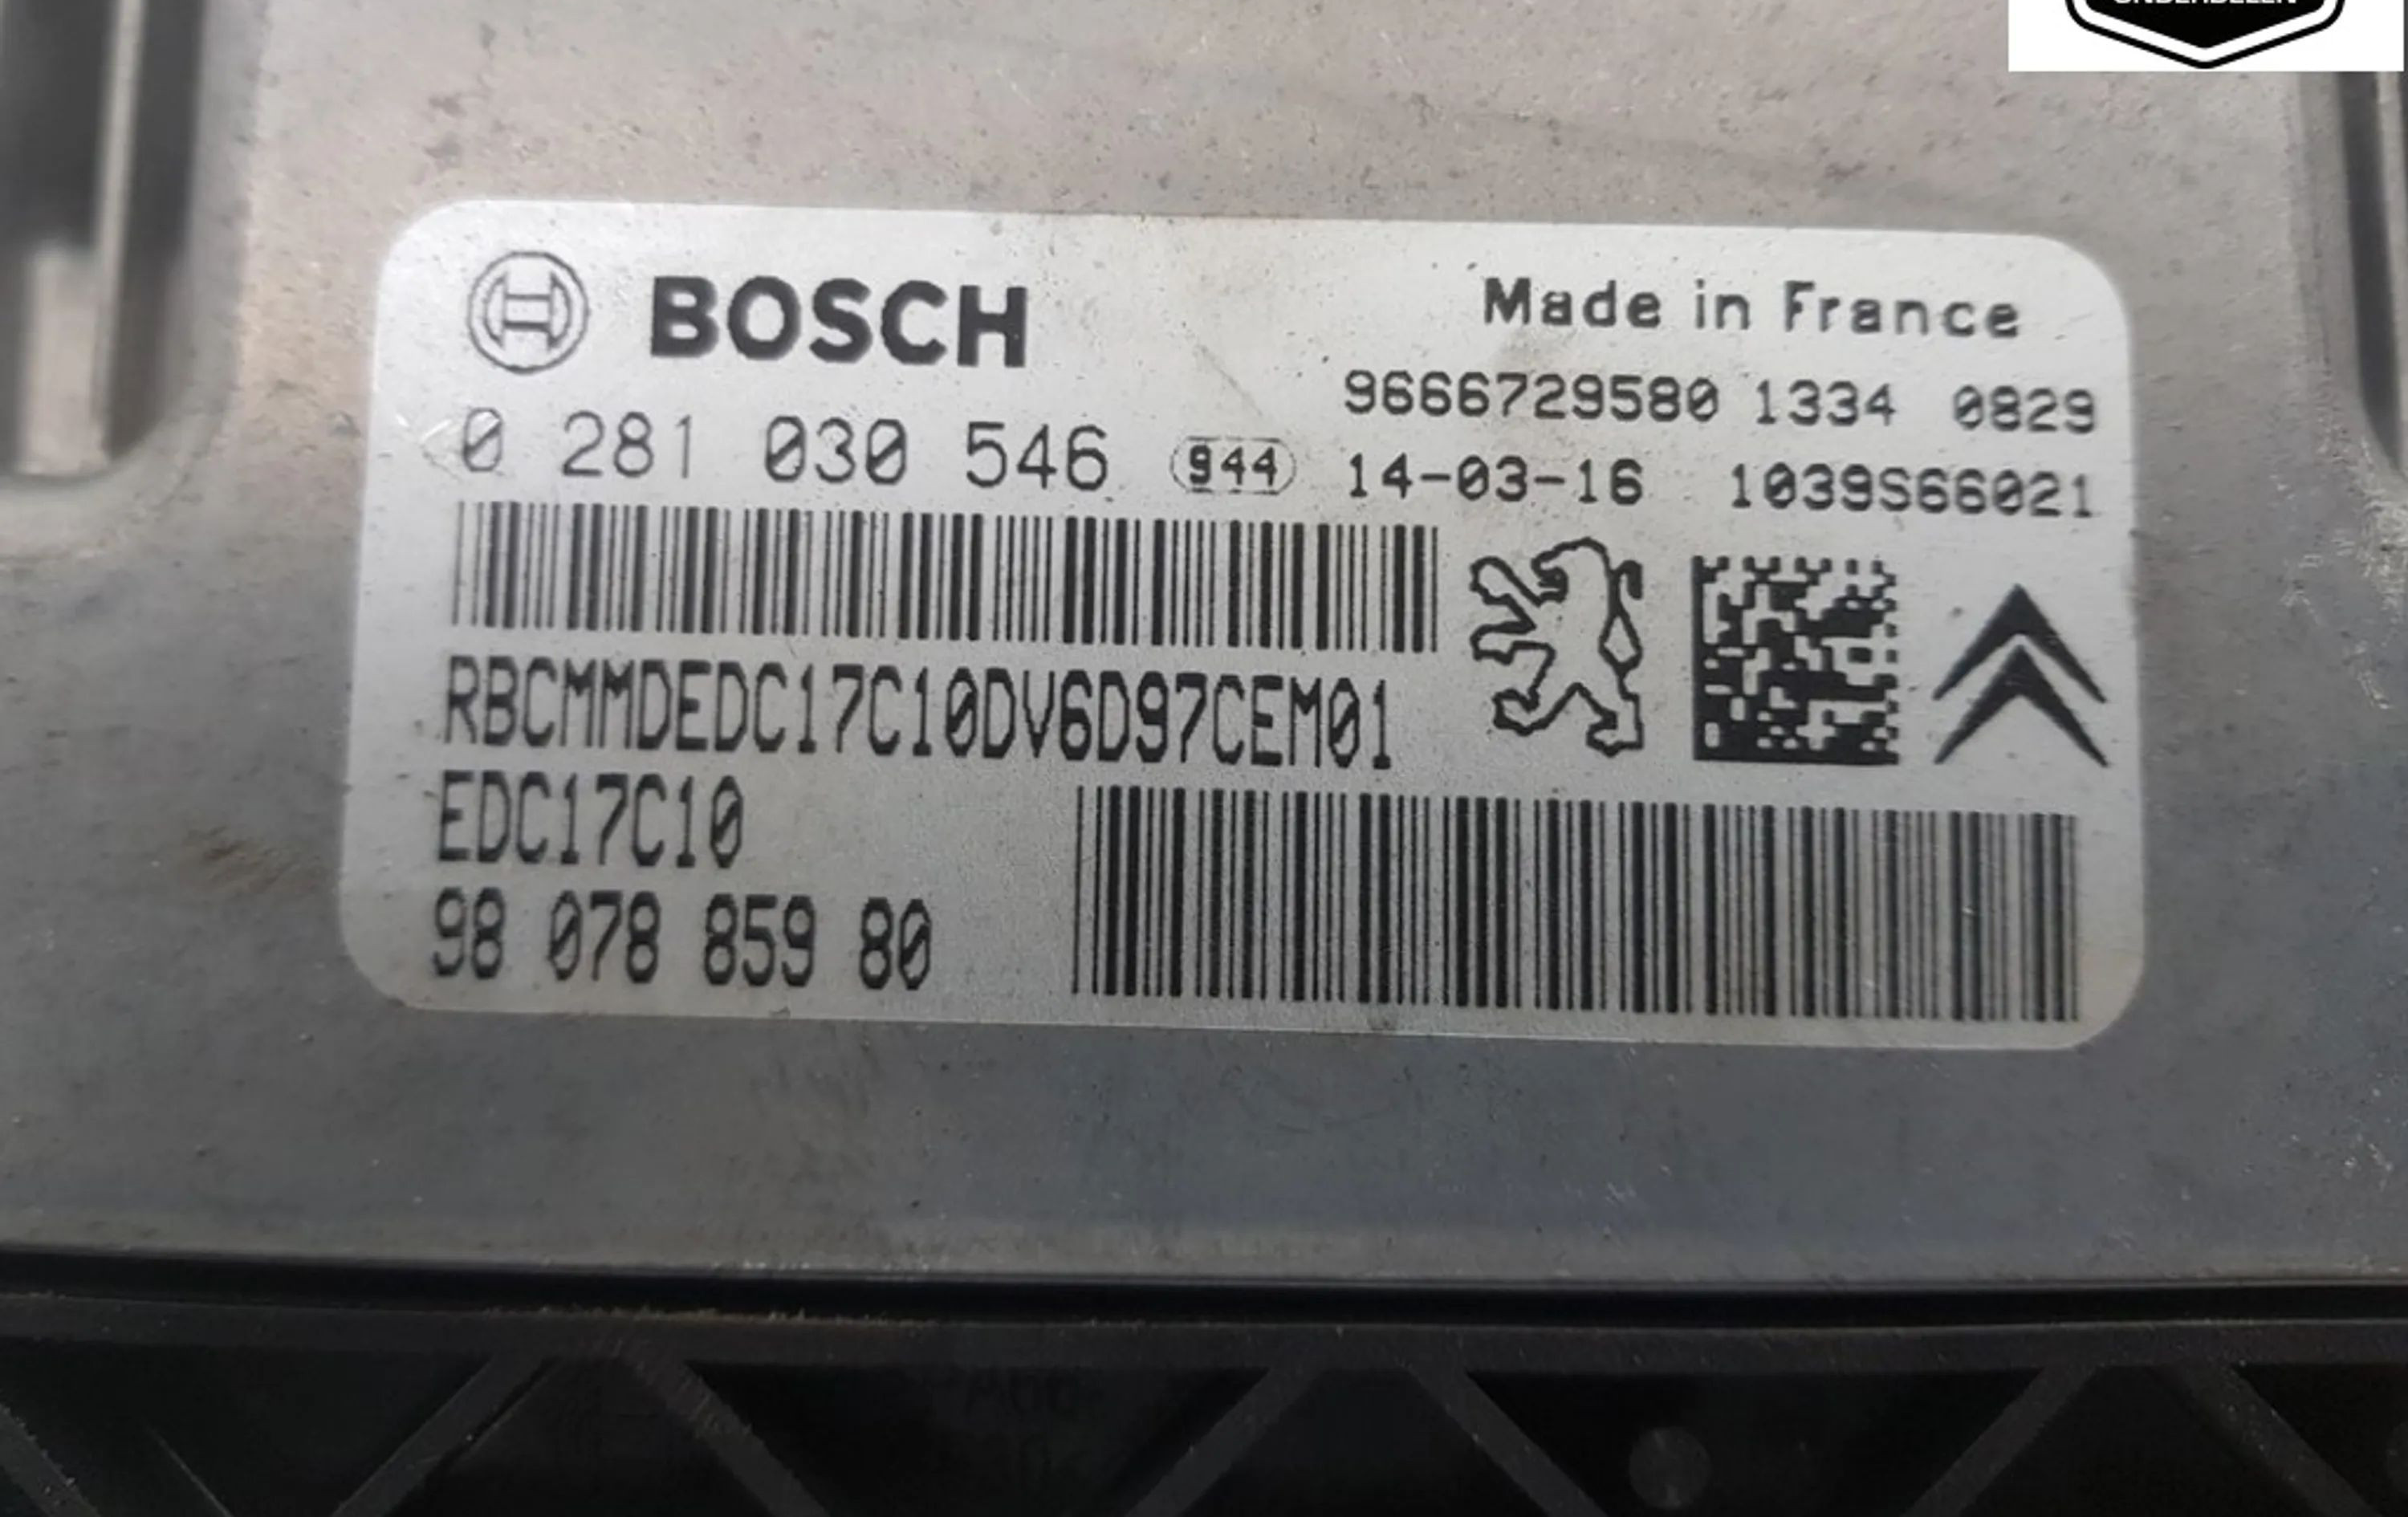 BOSCH
Made in France
9666729580 1334 0829
0 281 030 546 944 14-03-16 1039S66021
RBCMMDEDC17C10DV6D97CEM01
EDC17C10
98 078 859 80